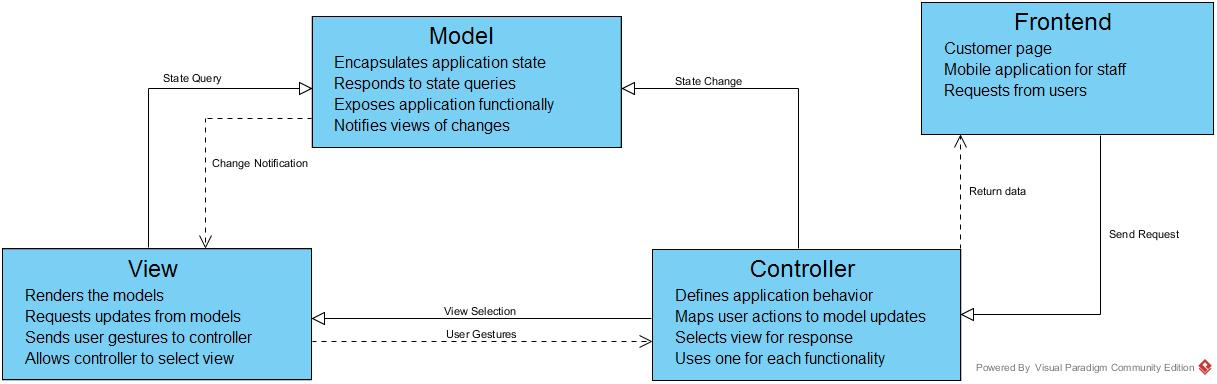 Model
Encapsulates application state
Responds to state queries
Exposes application functionally
Notifies views of changes
Frontend
Customer page
Mobile application for staff
Requests from users
State Query
State Change
Change Notification
Return data
Send Request
View
Renders the models
Requests updates from models
Sends user gestures to controller
Allows controller to select view
View Selection
User Gestures
Controller
Defines application behavior
Maps user actions to model updates
Selects view for response
Uses one for each functionality
Powered By Visual Paradigm Community Edition